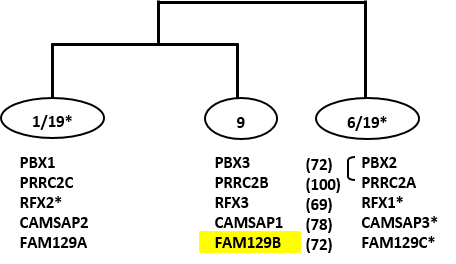 1/19* 9 6/19*
PBX1 PBX3 (72) PBX2
PRRC2C PRRC2B (100) PRRC2A
RFX2* RFX3 (69) RFX1*
CAMSAP2 CAMSAP1 (78) CAMSAP3*
FAM129A FAM129B (72) FAM129C*